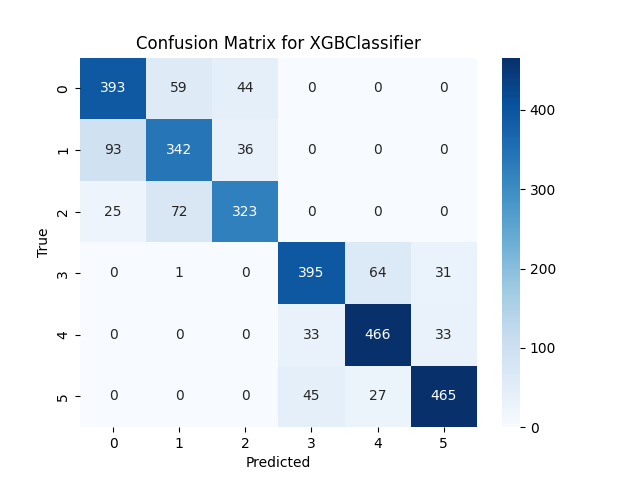 Confusion Matrix for XGBClassifier
0 393 59 44 0 0 0
1 93 342 36 0 0 0
2 25 72 323 0 0 0
3 0 1 0 395 64 31
4 0 0 0 33 466 33
5 0 0 0 45 27 465
0 1 2 3 4 5
Predicted
True
400
300
200
100
0